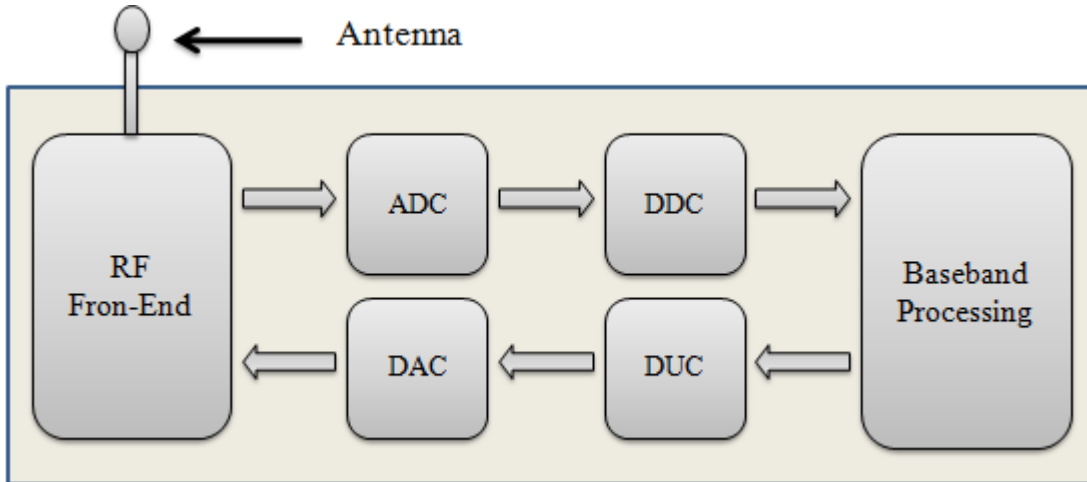 Antenna
ADC
DDC
RF
Fron-End
Baseband
Processing
DAC
DUC